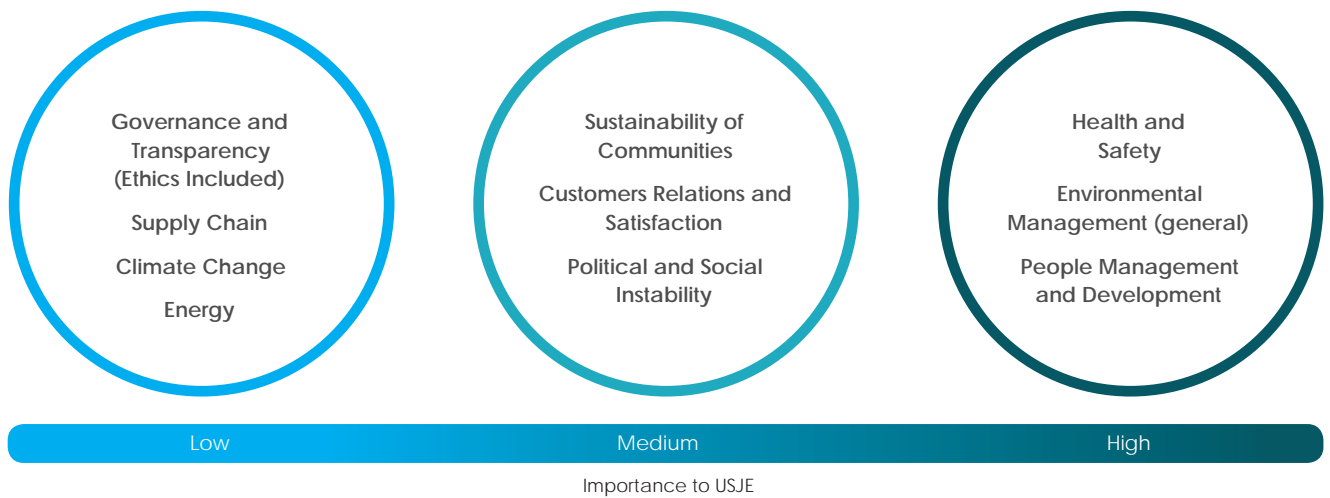 Governance and
Transparency
(Ethics Included)
Supply Chain
Climate Change
Energy
Sustainability of
Communities
Customers Relations and
Satisfaction
Political and Social
Instability
Health and
Safety
Environmental
Management (general)
People Management
and Development
Low
Medium
High
Importance to USJE